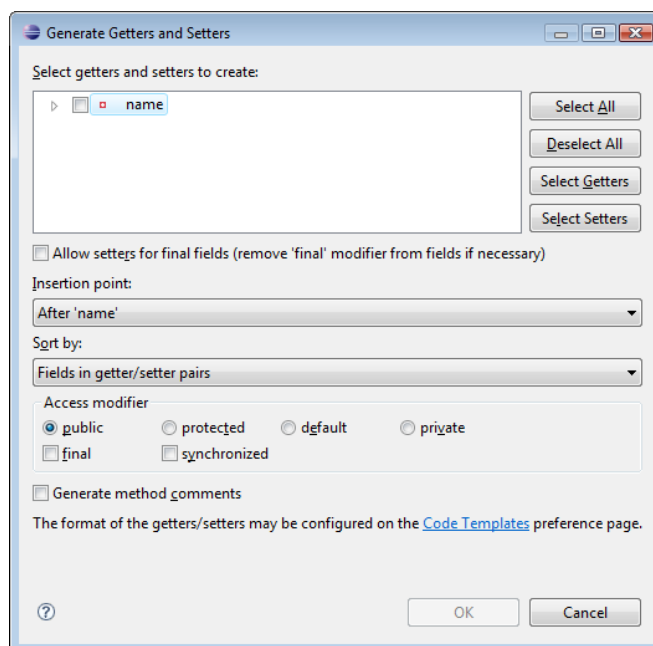 Generate Getters and Setters
Select getters and setters to create:
name
Select All
Deselect All
Select Getters
Select Setters
Allow setters for final fields (remove 'final' modifier from fields if necessary)
Insertion point:
After 'name'
Sort by:
Fields in getter/setter pairs
Access modifier
public protected default private
final synchronized
Generate method comments
The format of the getters/setters may be configured on the Code Templates preference page.
OK Cancel